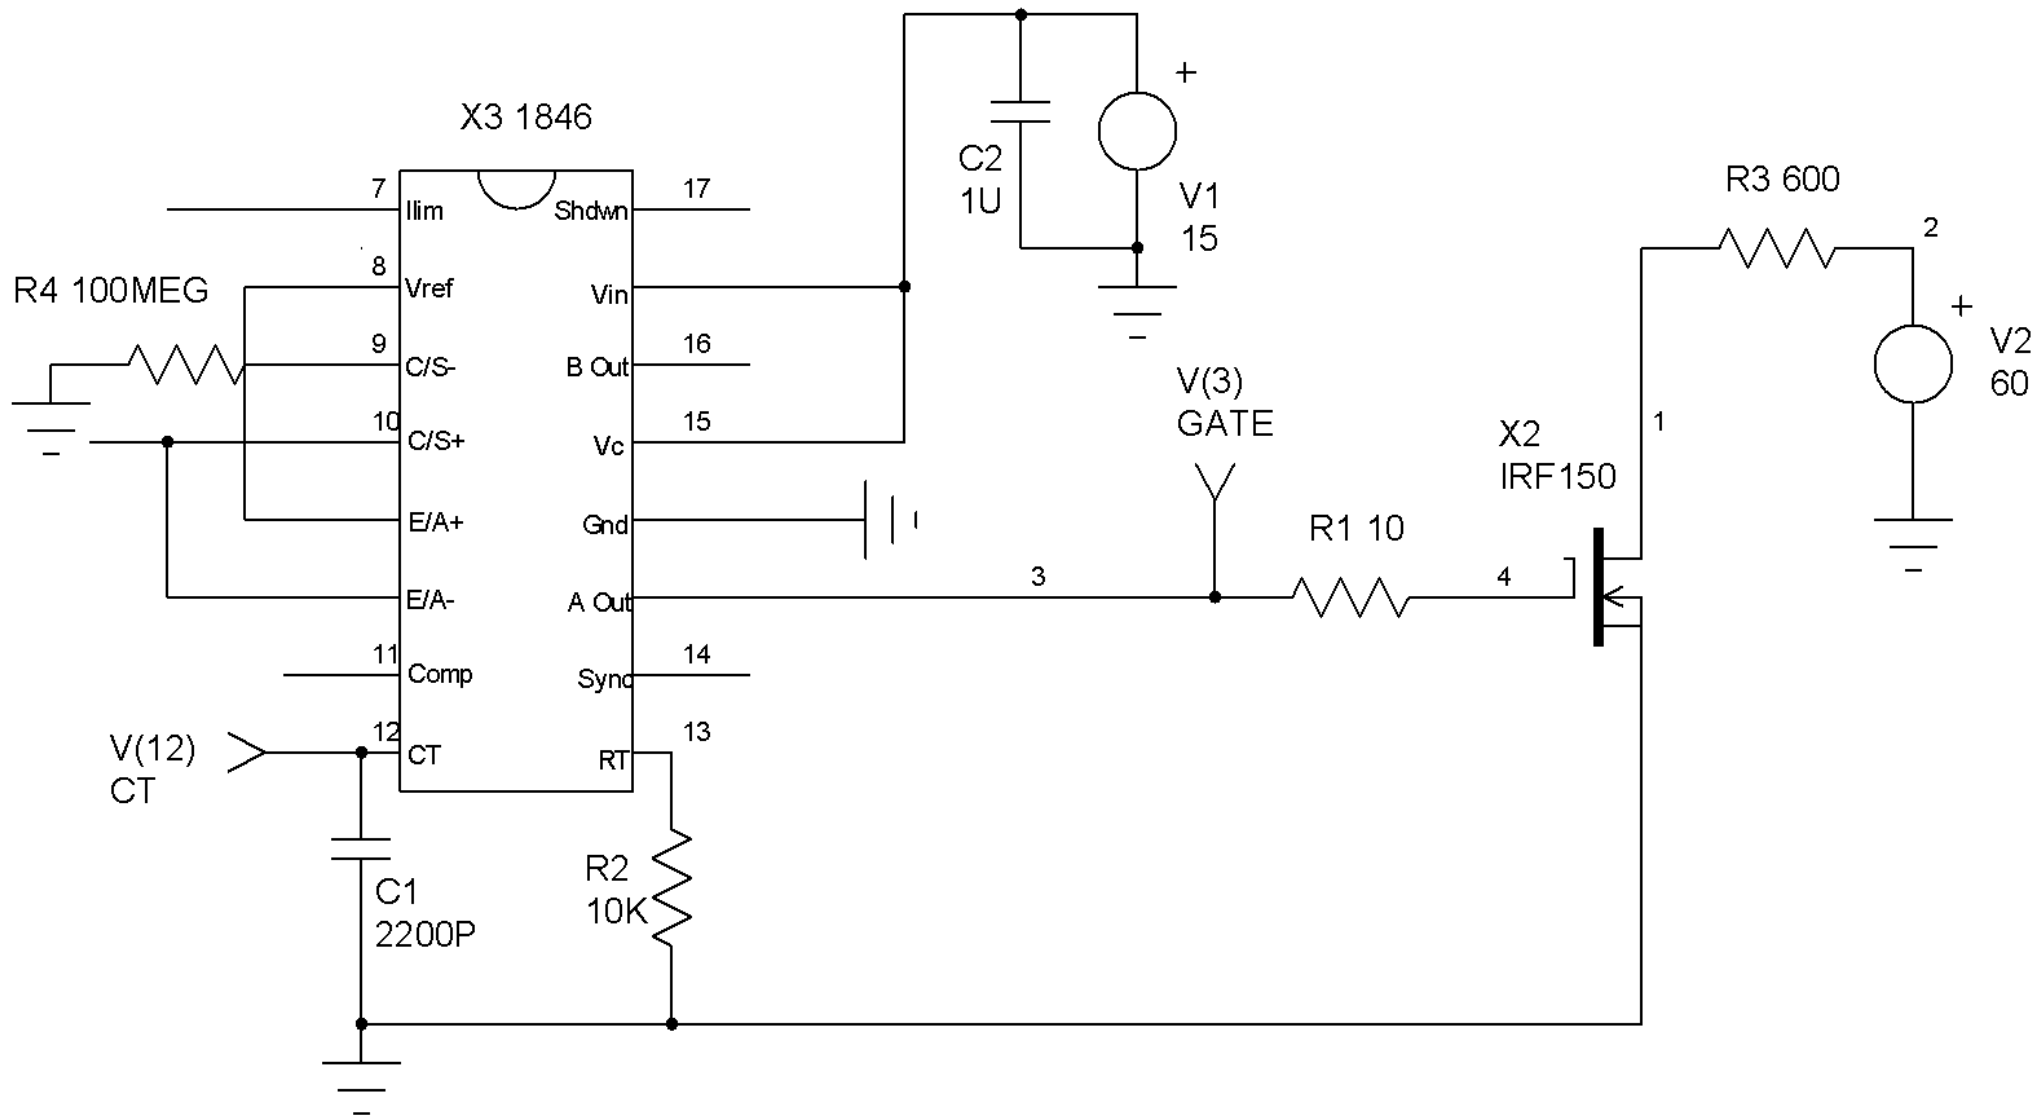 X3 1846
7
Ilim
Shdwn
17
8
Vref
Vin
R4 100MEG
9
C/S-
B Out
16
10
C/S+
Vc
15
E/A+
Gnd
E/A-
A Out
3
11
Comp
Sync
14
12
CT
RT
13
V(12)
CT
C1
2200P
R2
10K
C2
1U
+
V1
15
V(3)
GATE
R1 10
4
X2
IRF150
1
R3 600
2
+
V2
60